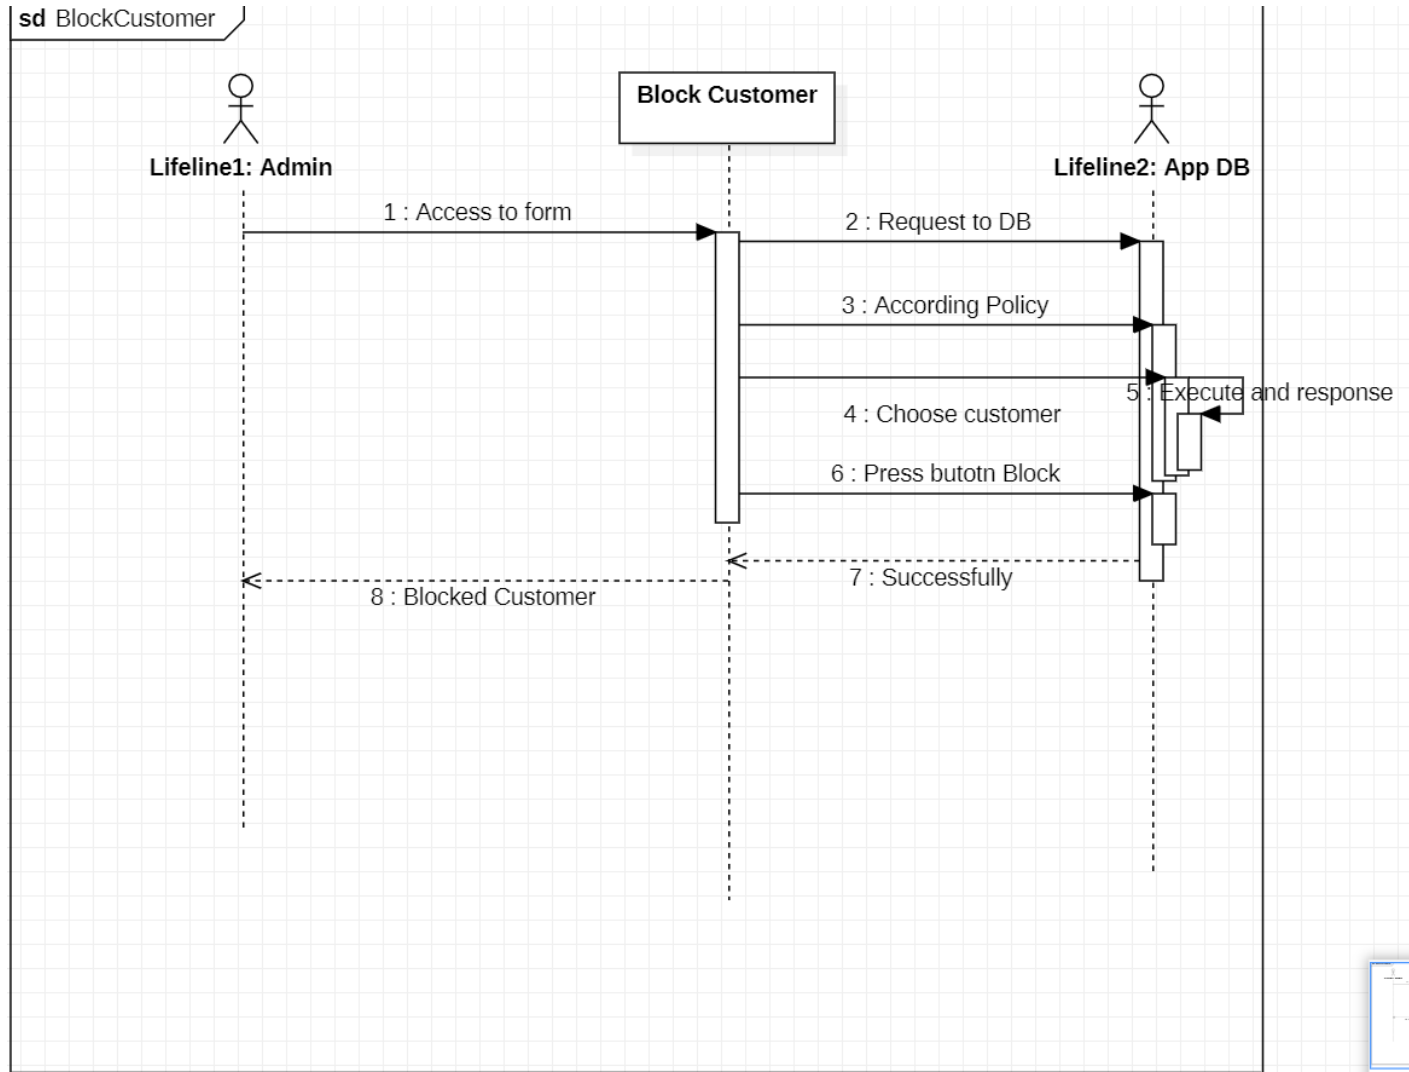 sd BlockCustomer
Block Customer
Lifeline1: Admin
Lifeline2: App DB
1 : Access to form
2 : Request to DB
3 : According Policy
5 : Execute and response
4 : Choose customer
6 : Press butotn Block
7 : Successfully
8 : Blocked Customer